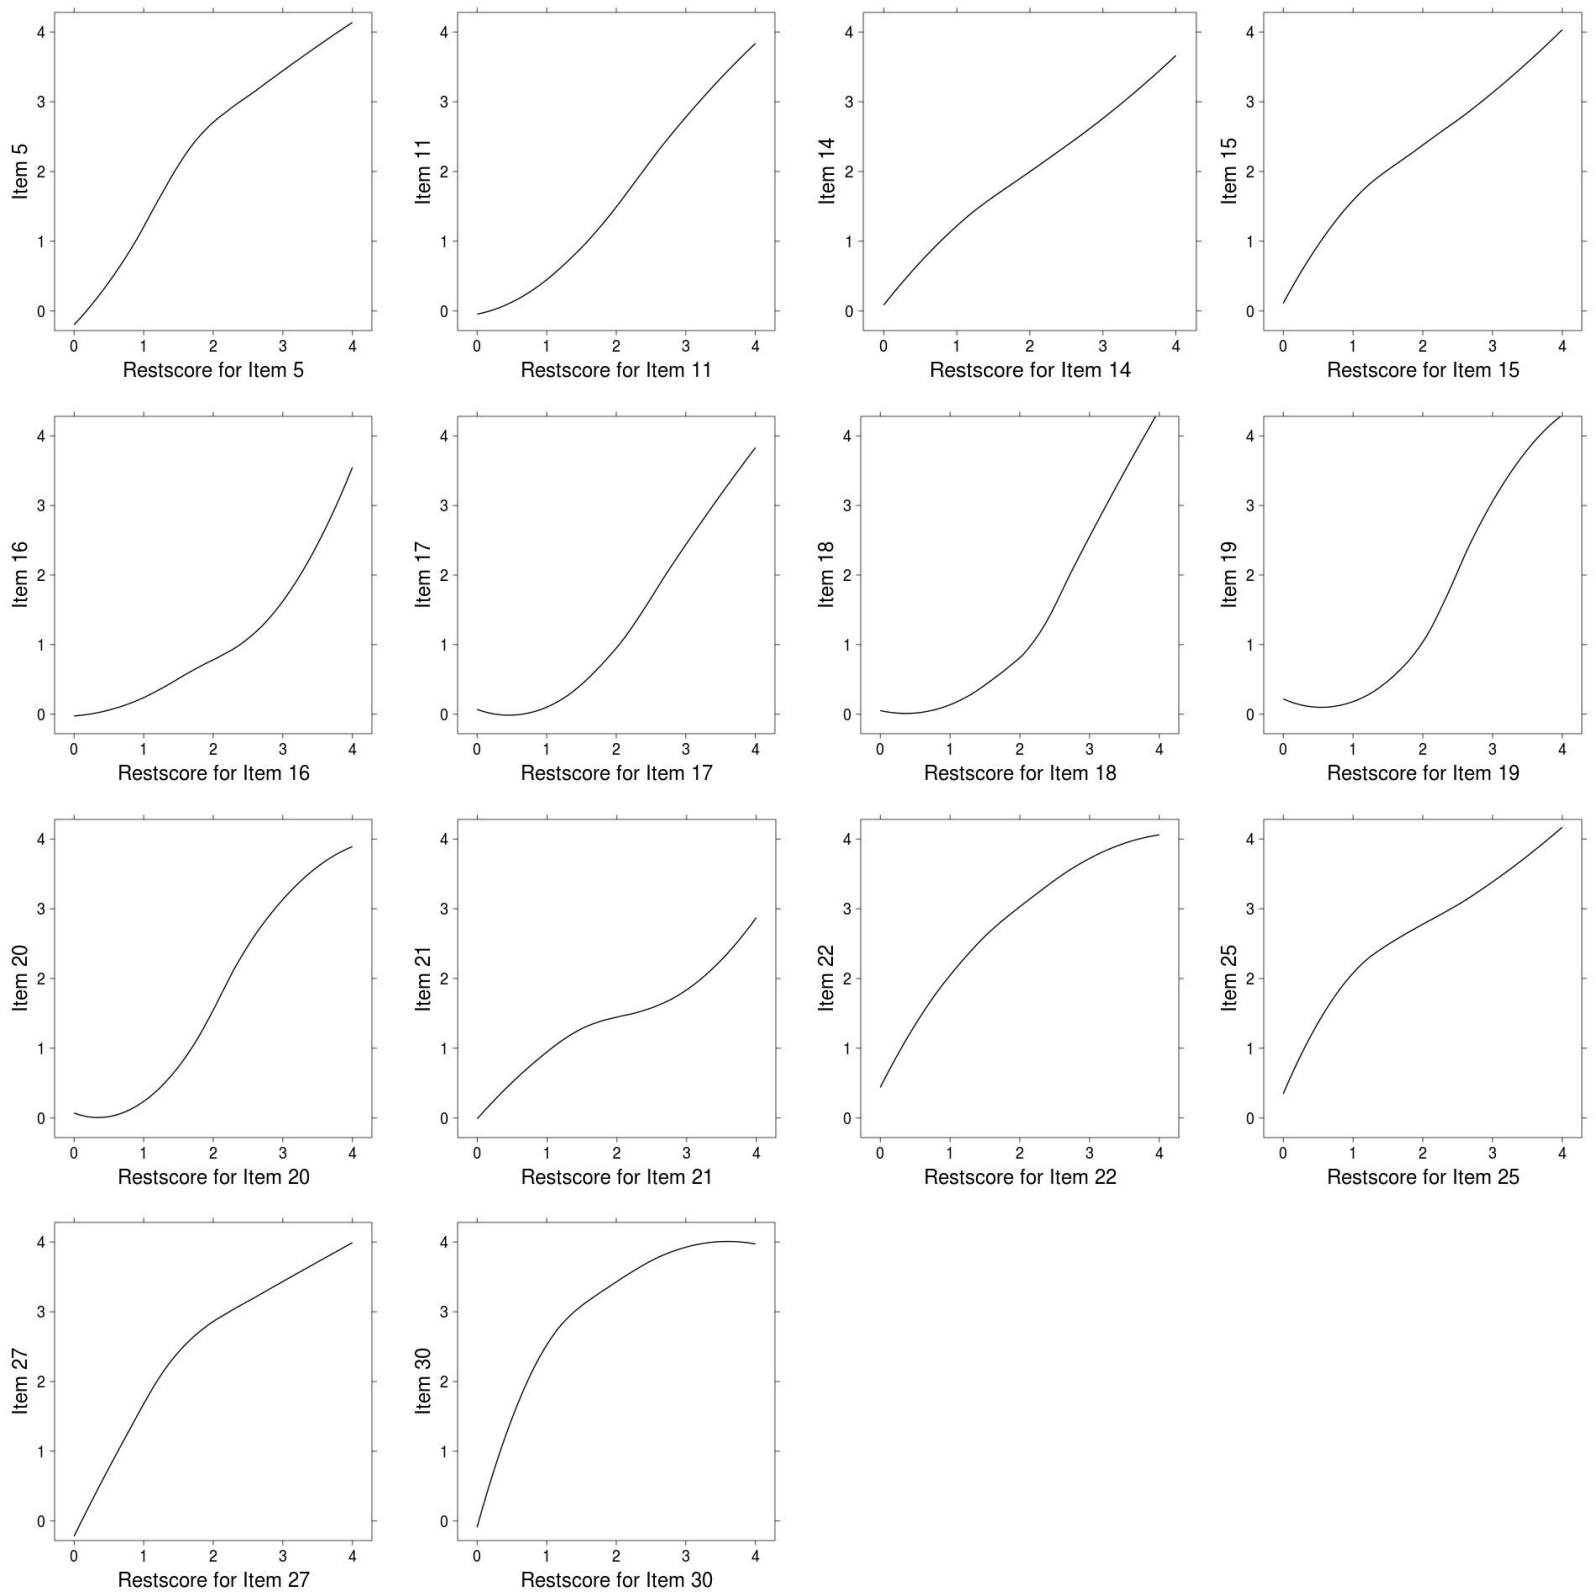 4
3
2
1
0
Item 5
0 1 2 3 4
Restscore for Item 5
4
3
2
1
0
Item 11
0 1 2 3 4
Restscore for Item 11
4
3
2
1
0
Item 14
0 1 2 3 4
Restscore for Item 14
4
3
2
1
0
Item 15
0 1 2 3 4
Restscore for Item 15
4
3
2
1
0
Item 16
0 1 2 3 4
Restscore for Item 16
4
3
2
1
0
Item 17
0 1 2 3 4
Restscore for Item 17
4
3
2
1
0
Item 18
0 1 2 3 4
Restscore for Item 18
4
3
2
1
0
Item 19
0 1 2 3 4
Restscore for Item 19
4
3
2
1
0
Item 20
0 1 2 3 4
Restscore for Item 20
4
3
2
1
0
Item 21
0 1 2 3 4
Restscore for Item 21
4
3
2
1
0
Item 22
0 1 2 3 4
Restscore for Item 22
4
3
2
1
0
Item 25
0 1 2 3 4
Restscore for Item 25
4
3
2
1
0
Item 27
0 1 2 3 4
Restscore for Item 27
4
3
2
1
0
Item 30
0 1 2 3 4
Restscore for Item 30